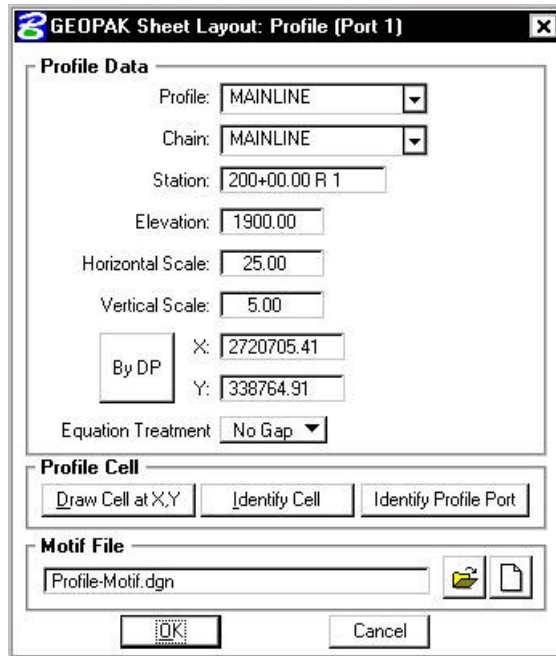 GEOPAK Sheet Layout: Profile (Port 1)
Profile Data
Profile: MAINLINE
Chain: MAINLINE
Station: 200+00.00 R 1
Elevation: 1900.00
Horizontal Scale: 25.00
Vertical Scale: 5.00
By DP
X: 2720705.41
Y: 338764.91
Equation Treatment No Gap
Profile Cell
Draw Cell at X,Y Identify Cell Identify Profile Port
Motif File
Profile-Motif.dgn
OK Cancel